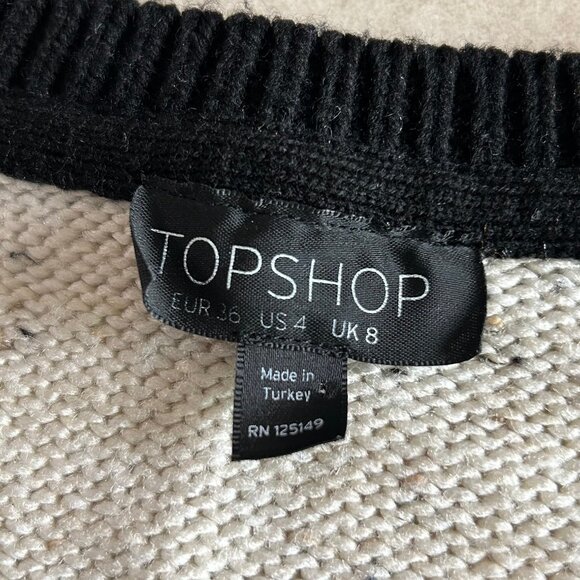 TOPSHOP
EUR 36 US 4 UK 8
Made in
Turkey
RN 125149